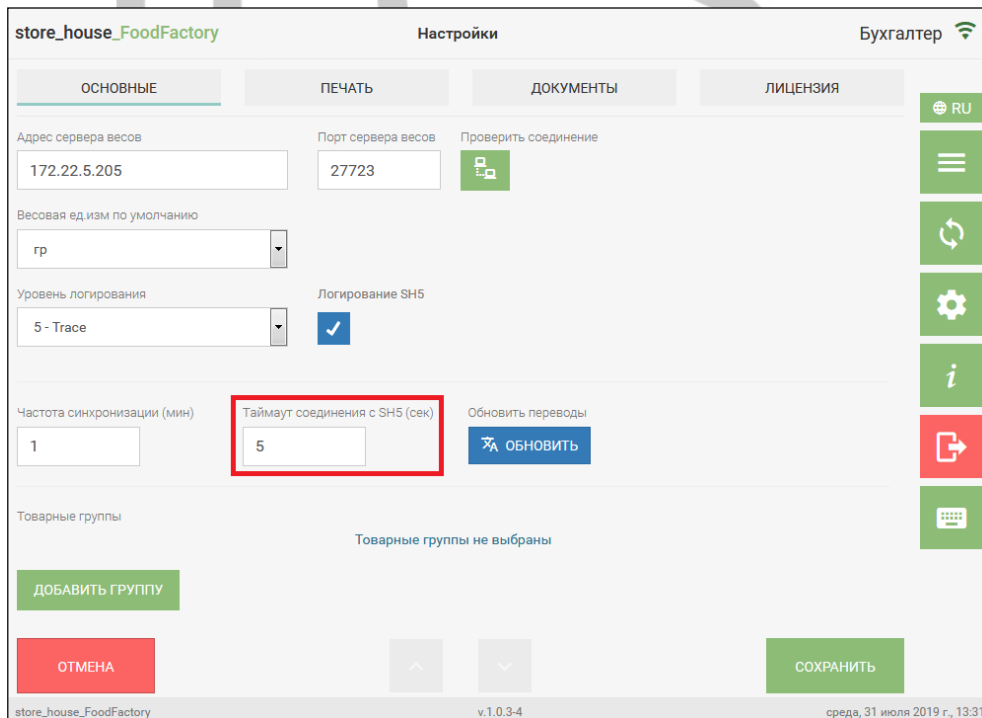 store_house_FoodFactory Настройки Бухгалтер
ОСНОВНЫЕ ПЕЧАТЬ ДОКУМЕНТЫ ЛИЦЕНЗИЯ
RU
Адрес сервера весов Порт сервера весов Проверить соединение
172.22.5.205 27723
Весовая ед.изм по умолчанию
гр
Уровень логирования Логирование SH5
5 - Trace
i
Частота синхронизации (мин) Таймаут соединения с SH5 (сек) Обновить переводы
1 5 ОБНОВИТЬ
Товарные группы
Товарные группы не выбраны
ДОБАВИТЬ ГРУППУ
ОТМЕНА СОХРАНИТЬ
store_house_FoodFactory v.1.0.3-4 среда, 31 июля 2019 г., 13:31